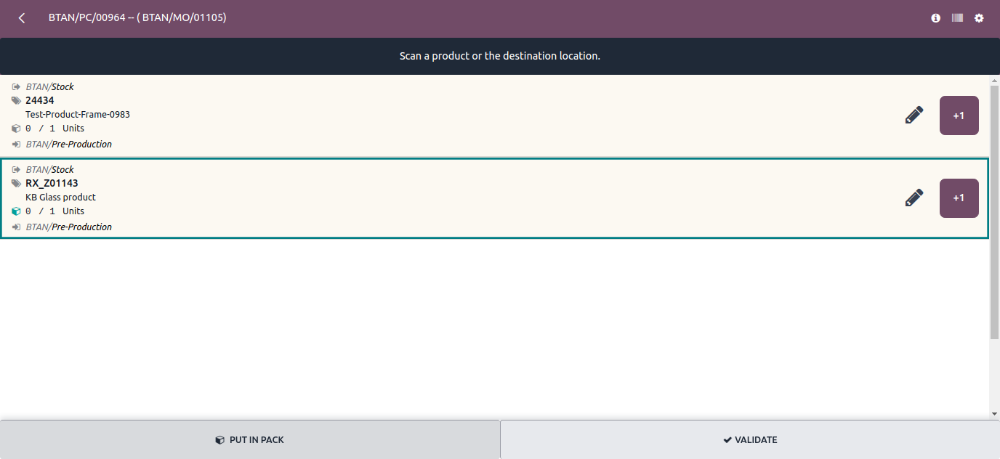 BTAN/PC/00964 -- ( BTAN/MO/01105)
Scan a product or the destination location.
BTAN/Stock
24434
Test-Product-Frame-0983
0 / 1 Units
BTAN/Pre-Production
+1
BTAN/Stock
RX_Z01143
KB Glass product
0 / 1 Units
BTAN/Pre-Production
+1
PUT IN PACK
VALIDATE